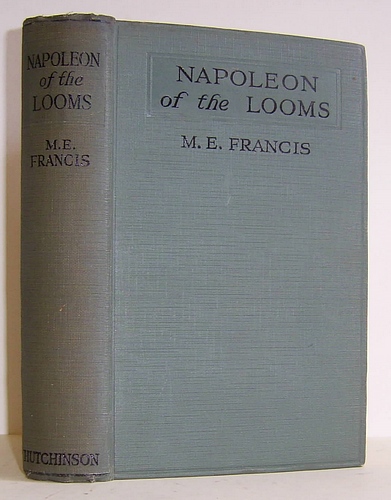 NAPOLEON
of the
LOOMS
M.E.
FRANCIS
HUTCHINSON
NAPOLEON
of the LOOMS
M. E. FRANCIS